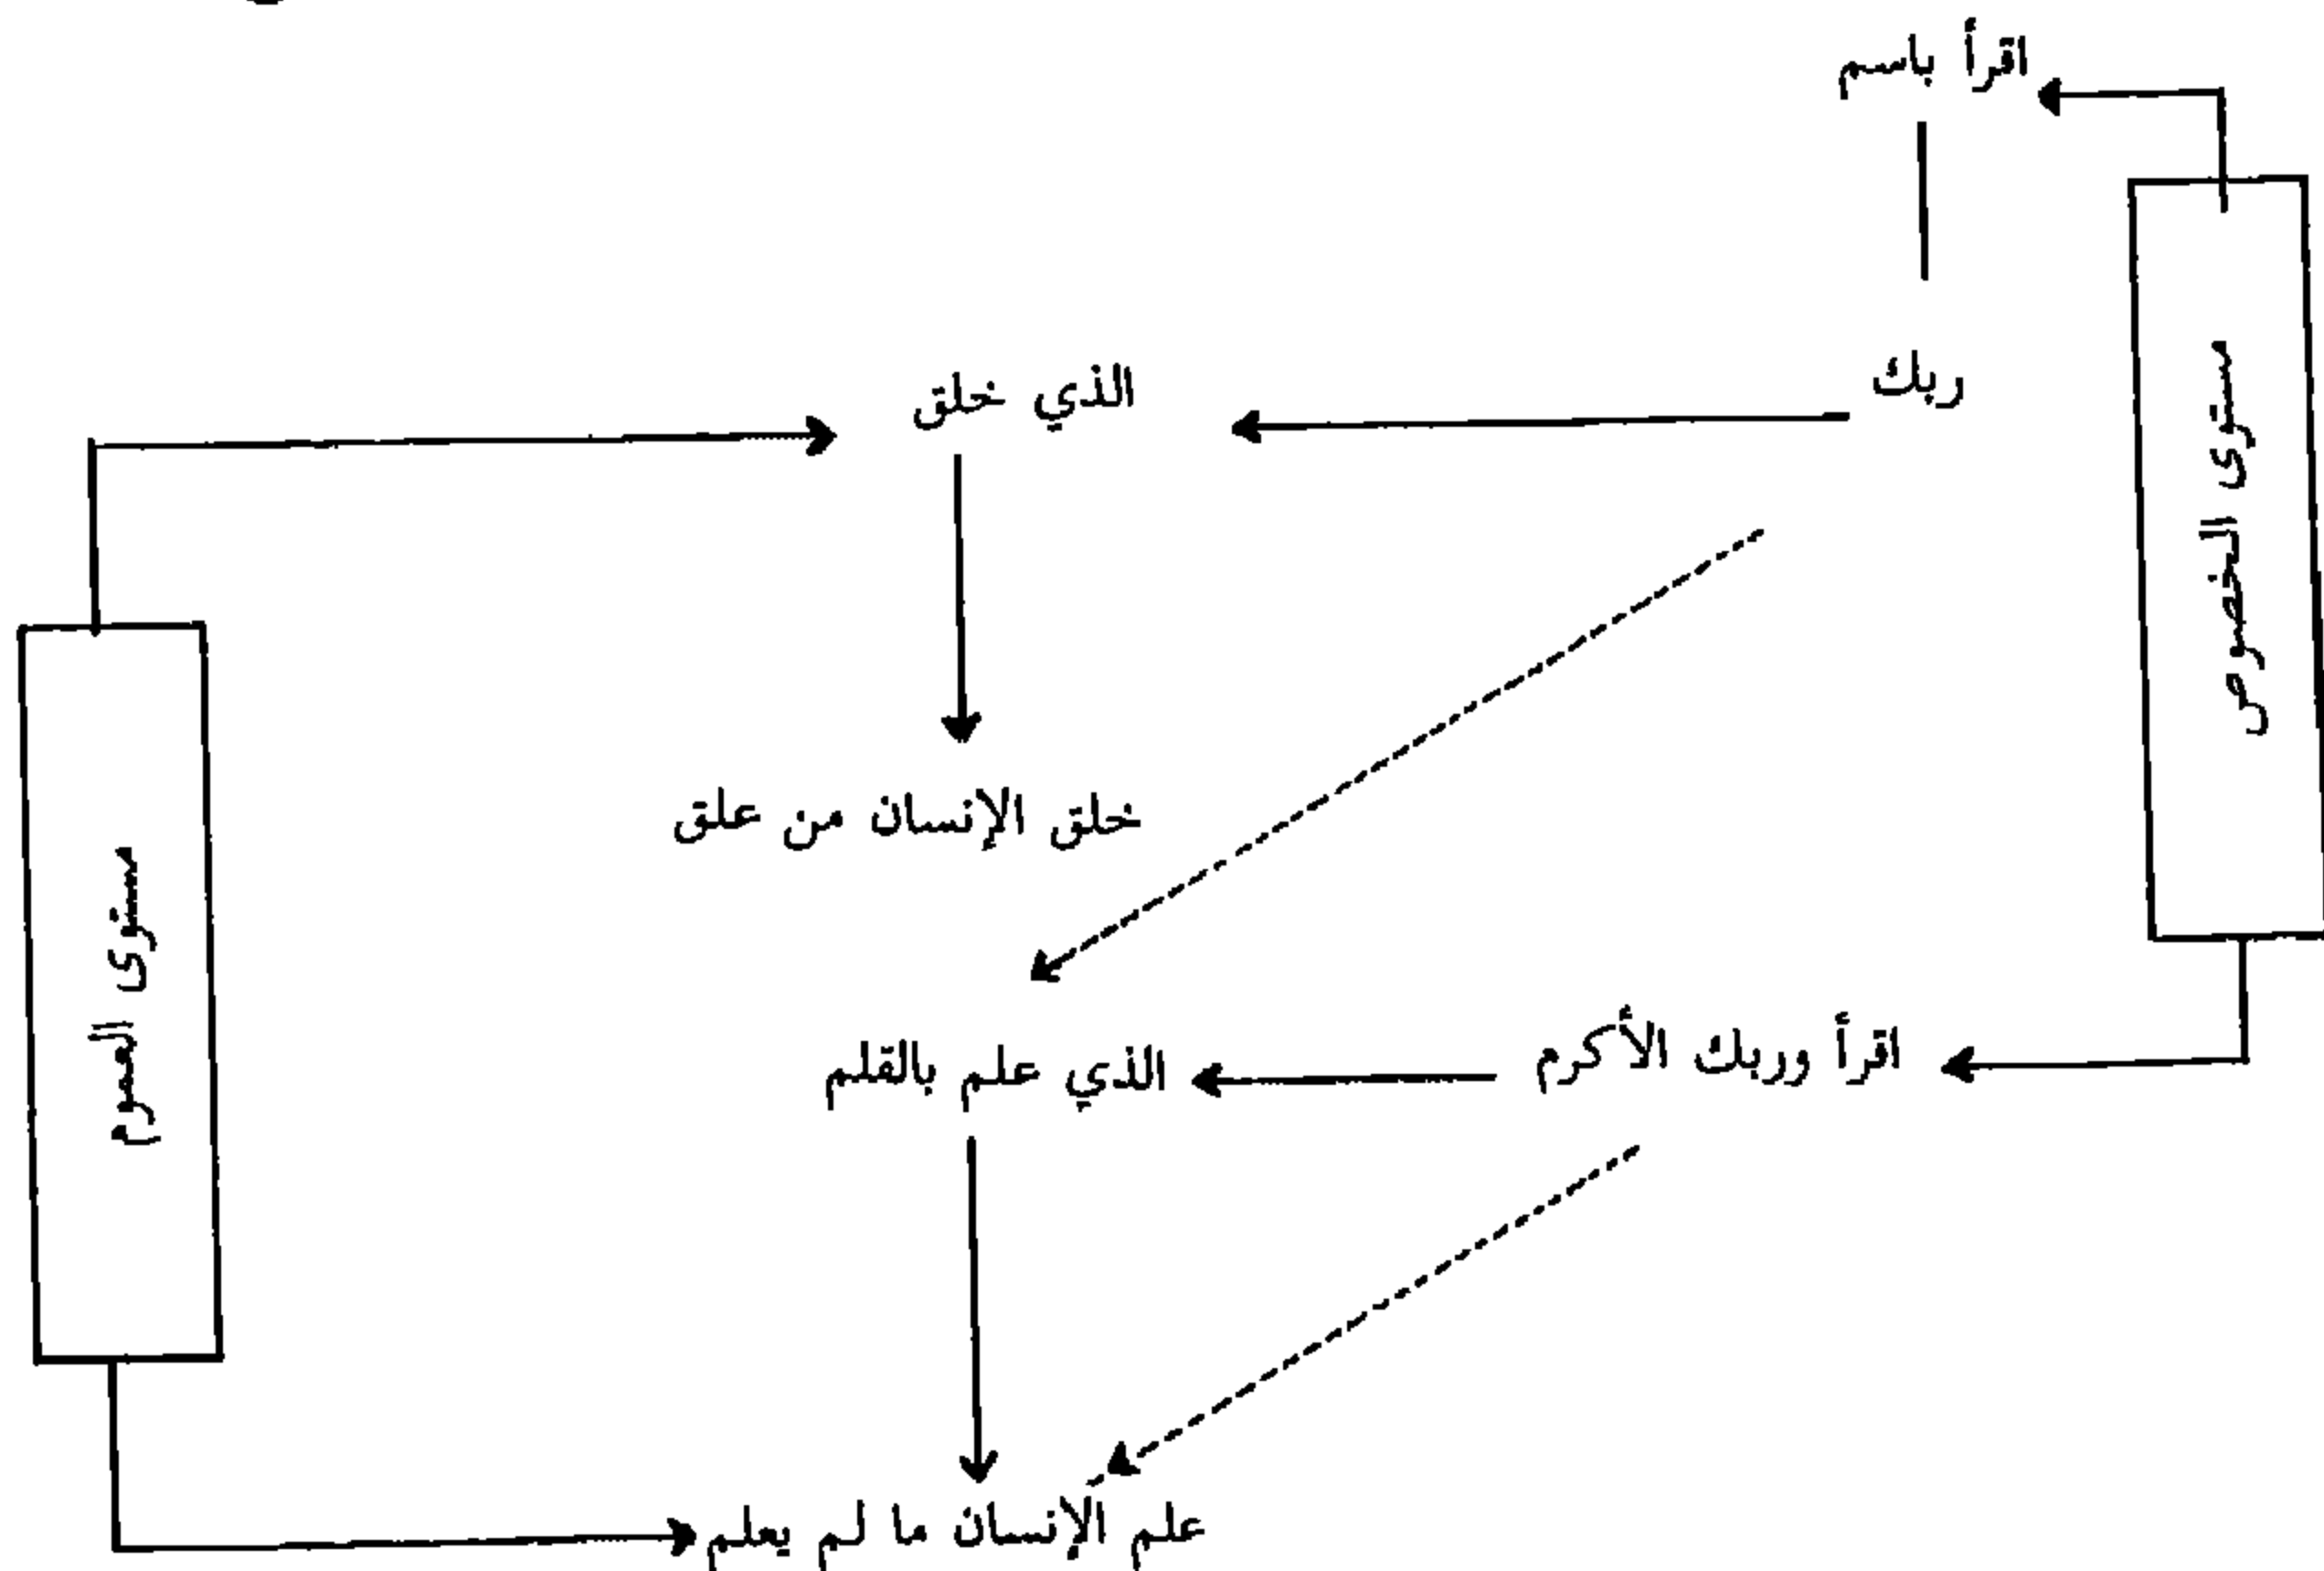 اقرأ باسم
ربك
الذي خلق
مستوى الخصوص
خلق الإنسان من علق
مستوى العموم
اقرأ وربك الأكرم
الذي علم بالقلم
علم الإنسان ما لم يعلم